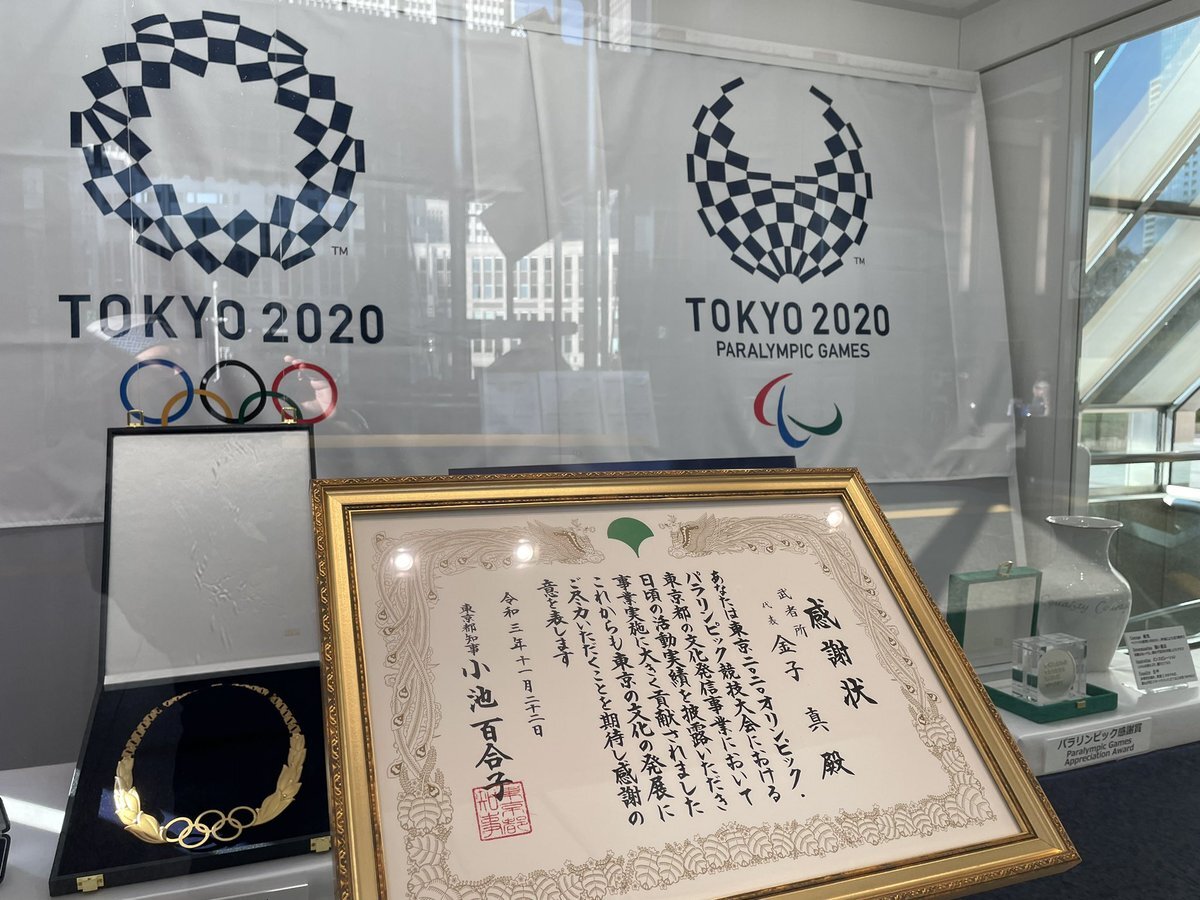 TOKYO 2020
TM
TOKYO 2020
PARALYMPIC GAMES
TM
感謝状
武者所
代表 金子 真 殿
あなたは東京二〇二〇オリンピック・
パラリンピック競技大会における
東京都の文化発信事業において
日頃の活動実績を披露いただき
事業実施に大きく貢献されました
これからも東京の文化の発展に
ご尽力いただくことを期待し感謝の
意を表します
令和三年十一月二十二日
東京都知事 小池百合子
東京都知事
パラリンピック感謝賞
Paralympic Games
Appreciation Award